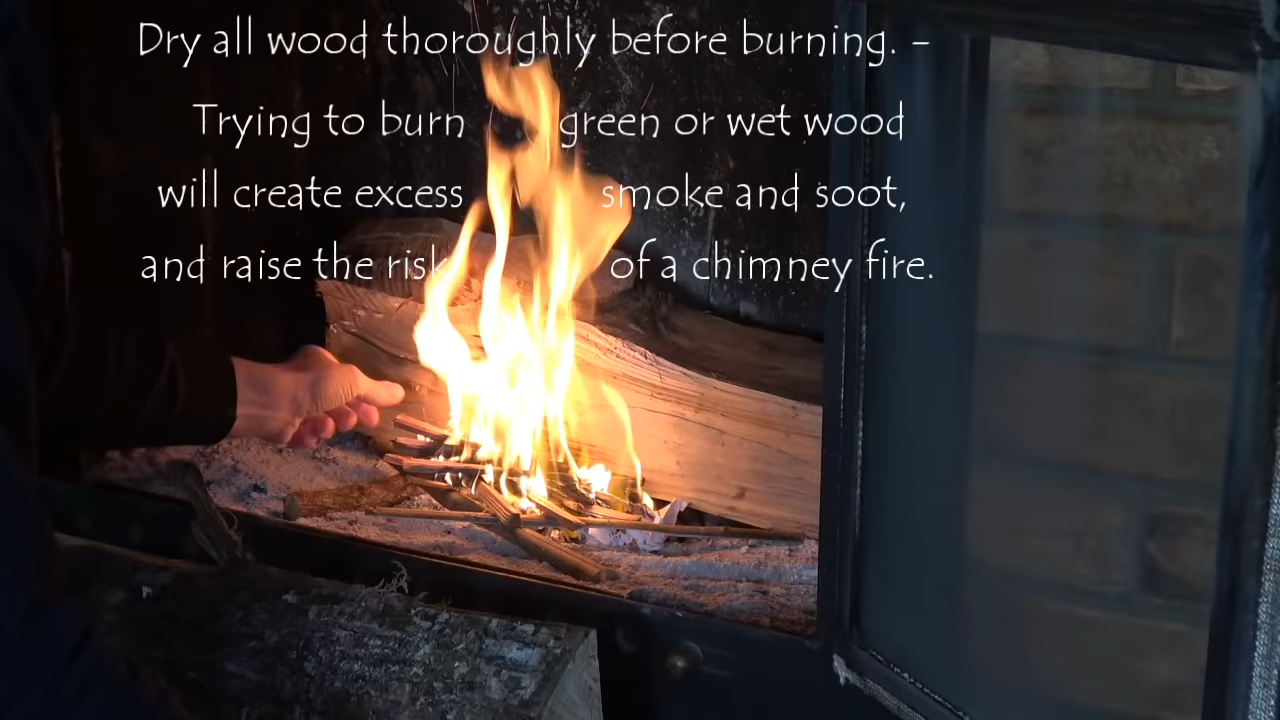 Dry all wood thoroughly before burning. –
Trying to burn green or wet wood
will create excess smoke and soot,
and raise the risk of a chimney fire.